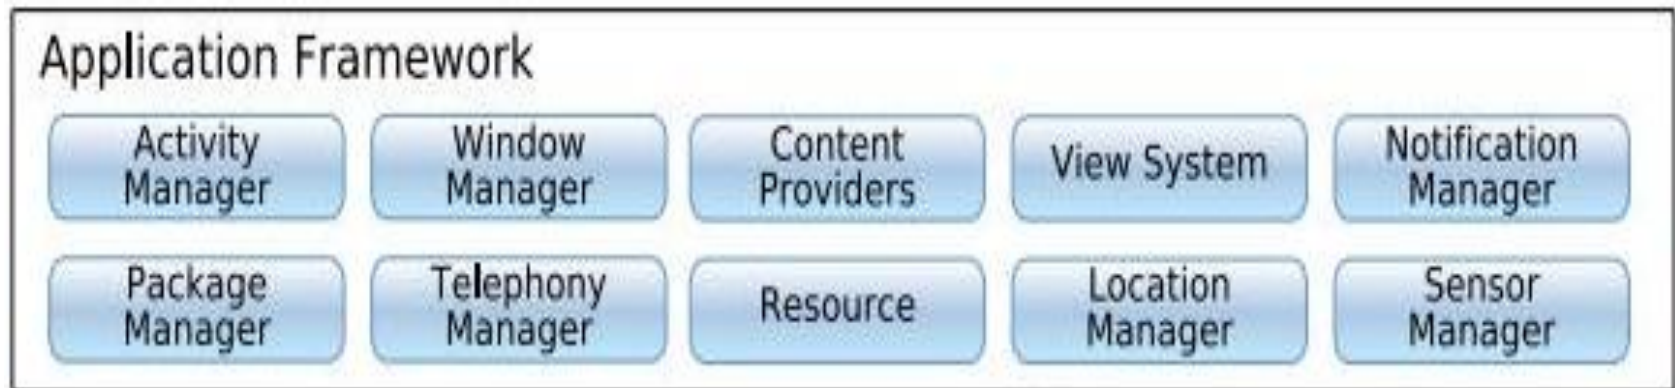 Application Framework
Activity
Manager
Window
Manager
Content
Providers
View System
Notification
Manager
Package
Manager
Telephony
Manager
Resource
Location
Manager
Sensor
Manager